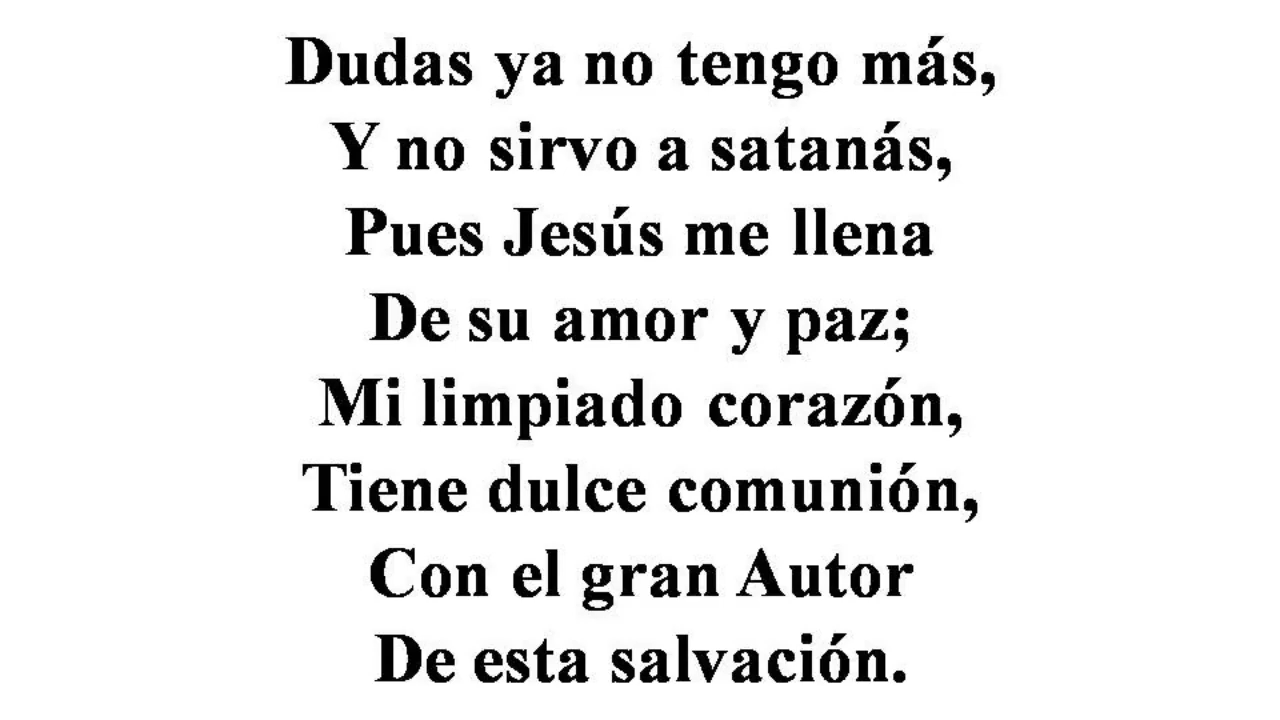 Dudas ya no tengo más,
Y no sirvo a satanás,
Pues Jesús me llena
De su amor y paz;
Mi limpiado corazón,
Tiene dulce comunión,
Con el gran Autor
De esta salvación.